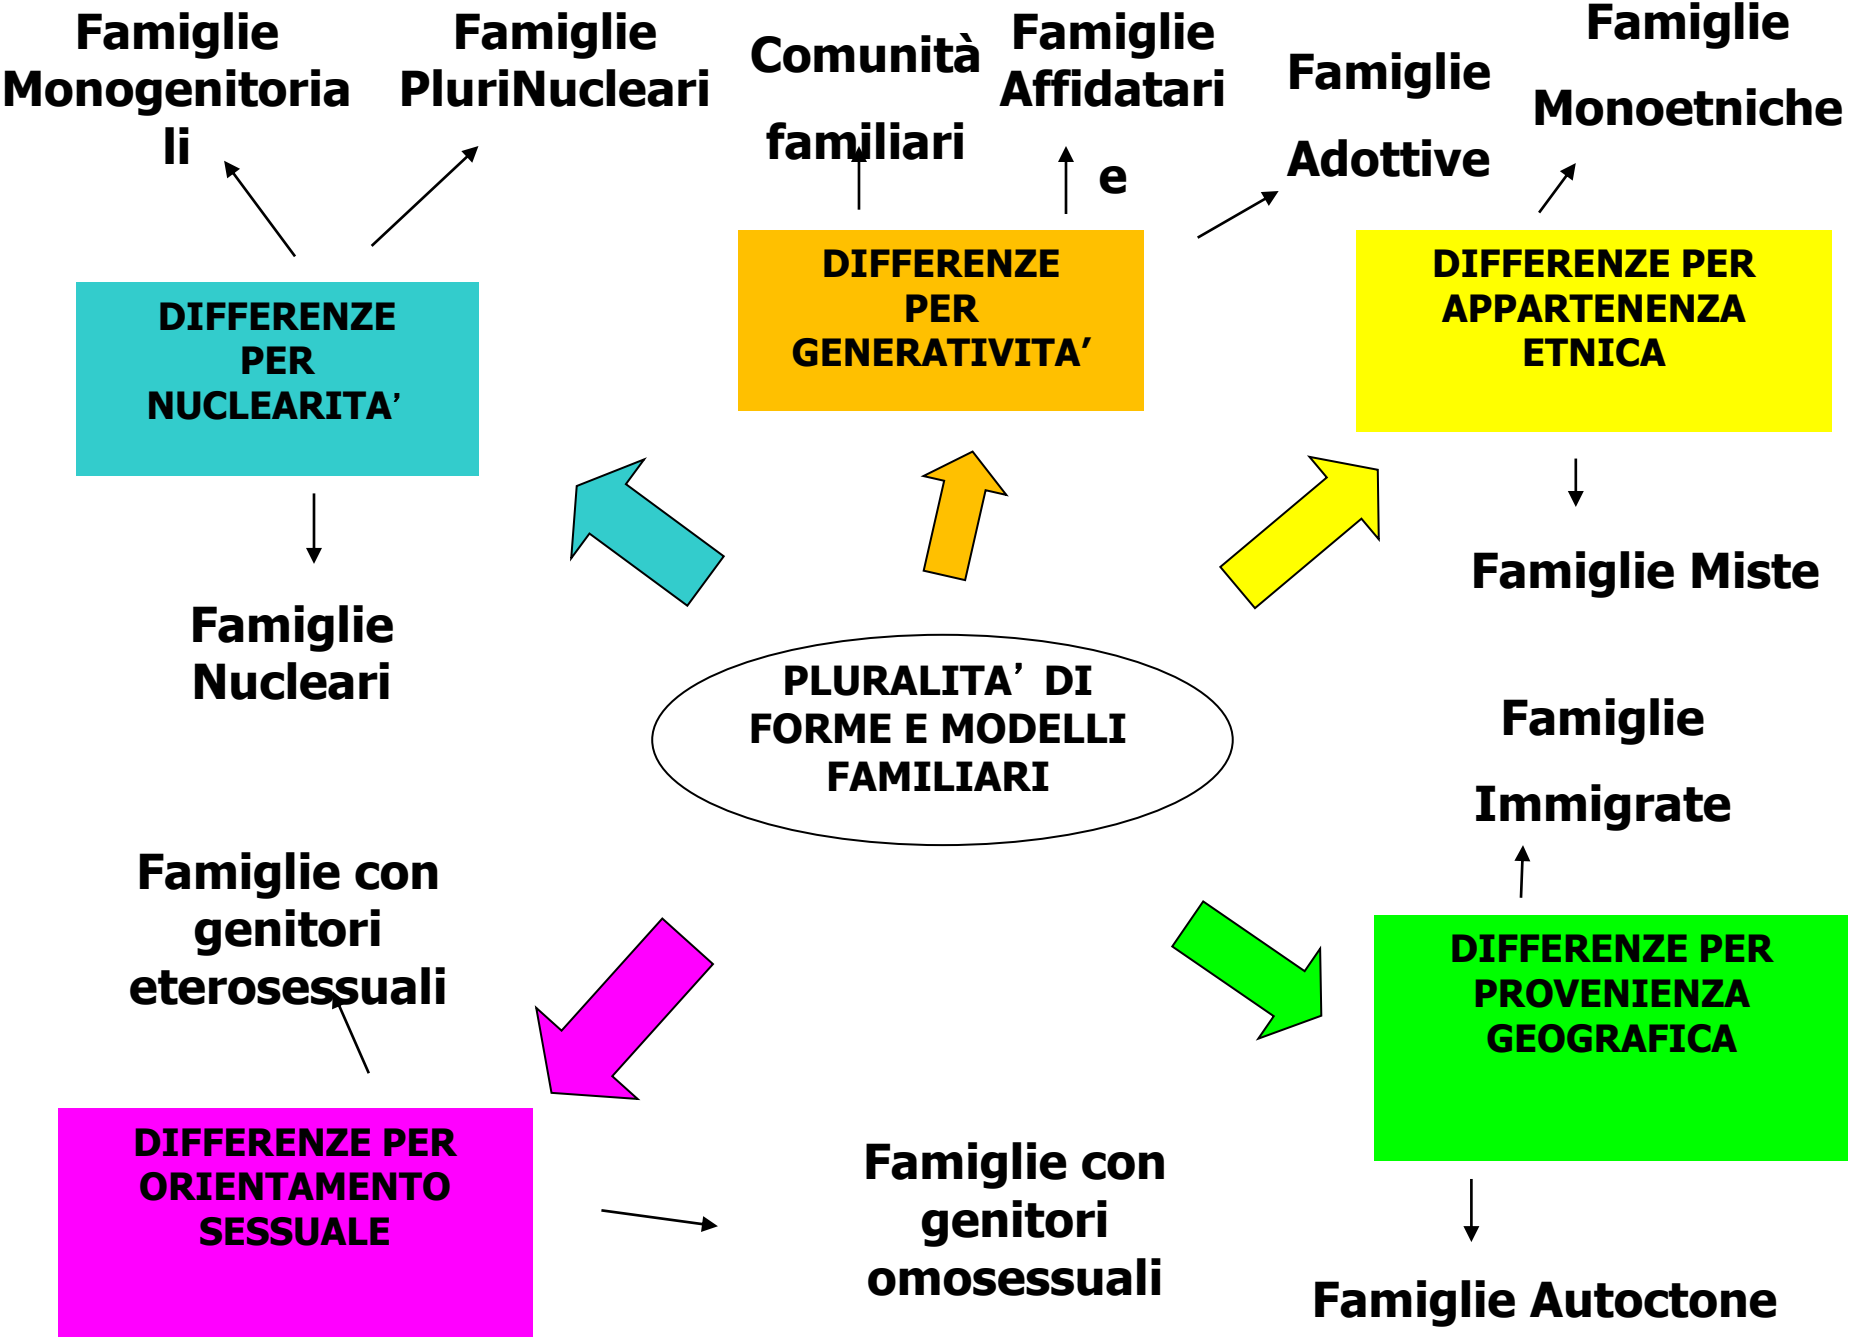 Famiglie
Monogenitoria
li
Famiglie
PluriNucleari
Comunità
familiari
Famiglie
Affidatari
e
Famiglie
Adottive
Famiglie
Monoetniche
DIFFERENZE
PER
NUCLEARITA’
DIFFERENZE
PER
GENERATIVITA’
DIFFERENZE PER
APPARTENENZA
ETNICA
Famiglie
Nucleari
Famiglie Miste
PLURALITA’ DI
FORME E MODELLI
FAMILIARI
Famiglie
Immigrate
Famiglie con
genitori
eterosessuali
DIFFERENZE PER
PROVENIENZA
GEOGRAFICA
DIFFERENZE PER
ORIENTAMENTO
SESSUALE
Famiglie con
genitori
omosessuali
Famiglie Autoctone